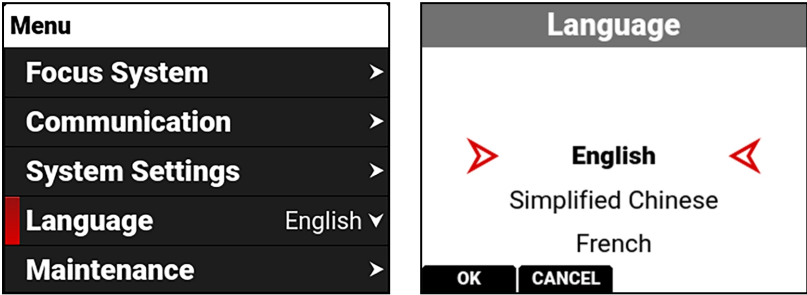 Menu
Focus System
Communication
System Settings
Language English
Maintenance
Language
English
Simplified Chinese
French
OK CANCEL